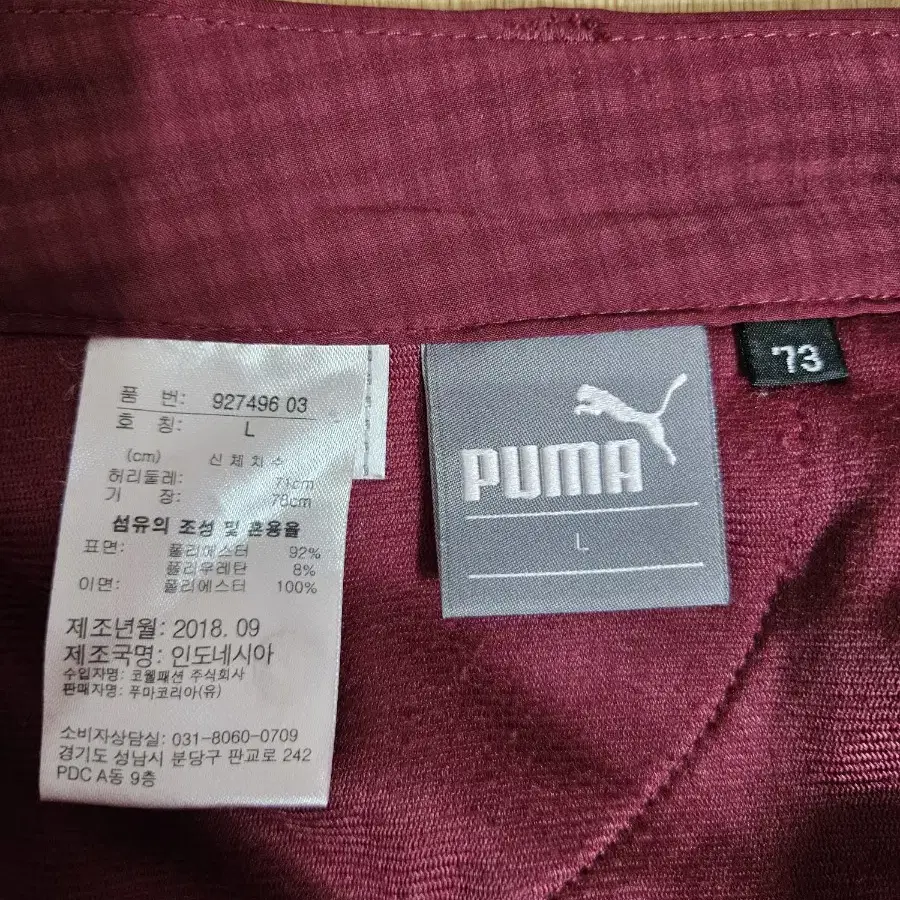 품 번: 927496 03
호 칭: L
(cm) 신체치수
허리둘레: 71cm
기 장: 78cm
섬유의 조성 및 혼용율
표면: 폴리에스터 92%
폴리우레탄 8%
이면: 폴리에스터 100%
제조년월: 2018. 09
제조국명: 인도네시아
수입자명: 코웰패션 주식회사
판매자명: 푸마코리아(유)
소비자상담실: 031-8060-0709
경기도 성남시 분당구 판교로 242
PDC A동 9층
PUMA
L
'73